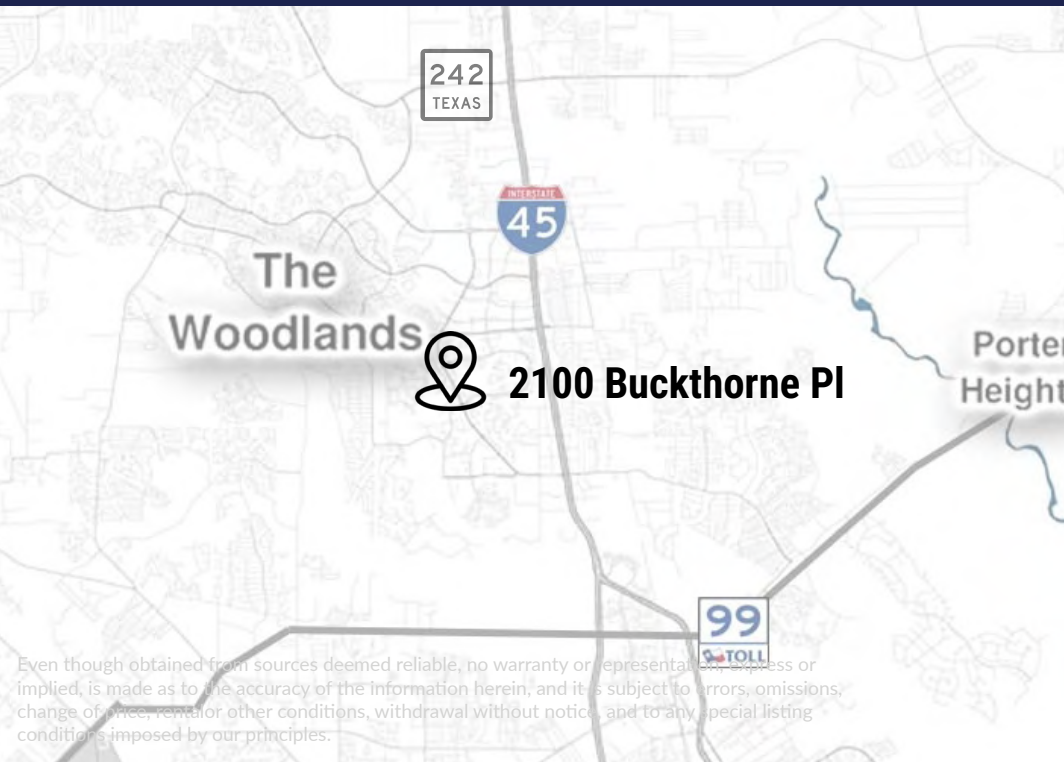 242
TEXAS
INTERSTATE
45
The
Woodlands
2100 Buckthorne Pl
Porter
Height
99
TOLL
Even though obtained from sources deemed reliable, no warranty or representation, express or
implied, is made as to the accuracy of the information herein, and it is subject to errors, omissions,
change of price, rental or other conditions, withdrawal without notice, and to any special listing
conditions imposed by our principles.